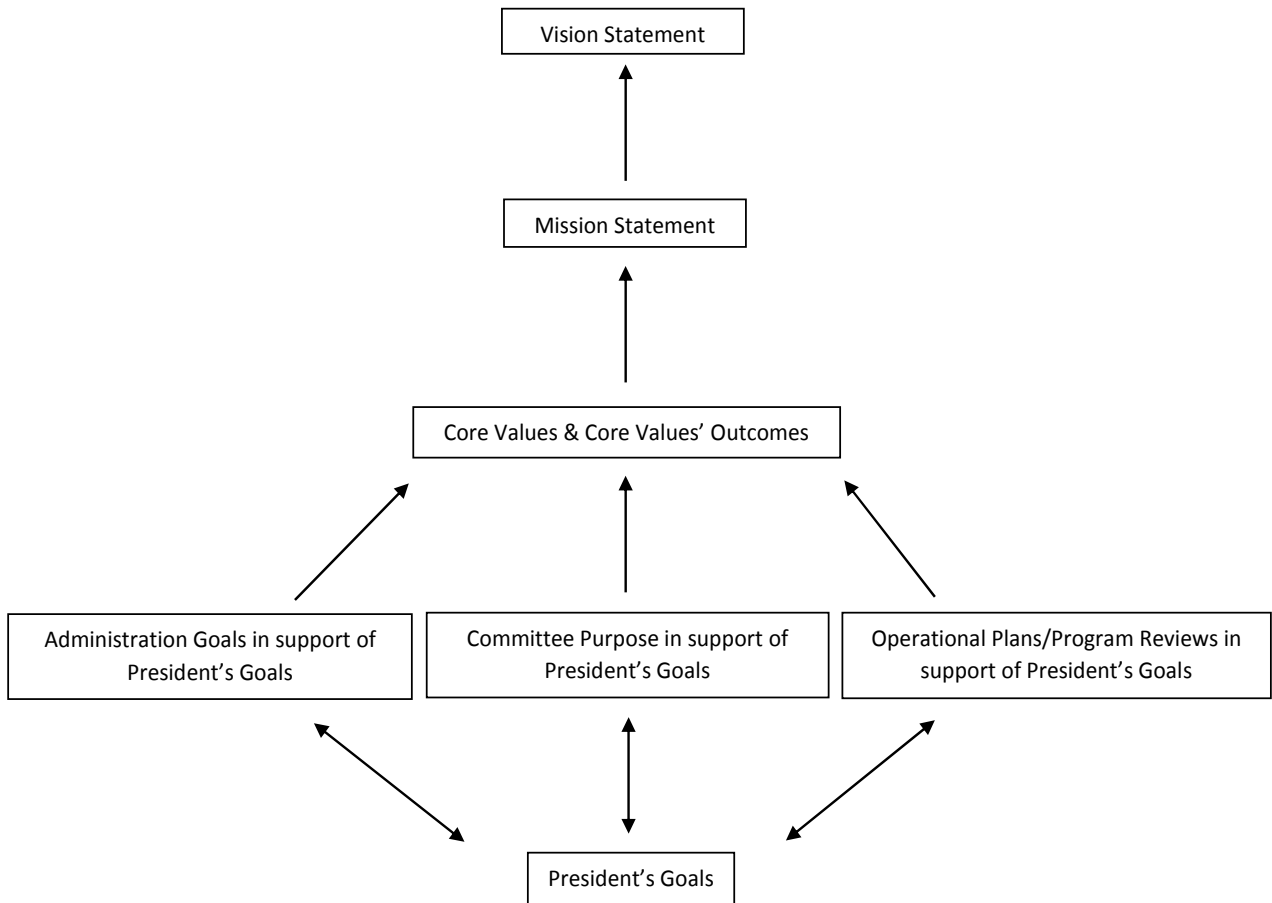 Vision Statement
Mission Statement
Core Values & Core Values’ Outcomes
Administration Goals in support of
President’s Goals
Committee Purpose in support of
President’s Goals
Operational Plans/Program Reviews in
support of President’s Goals
President’s Goals